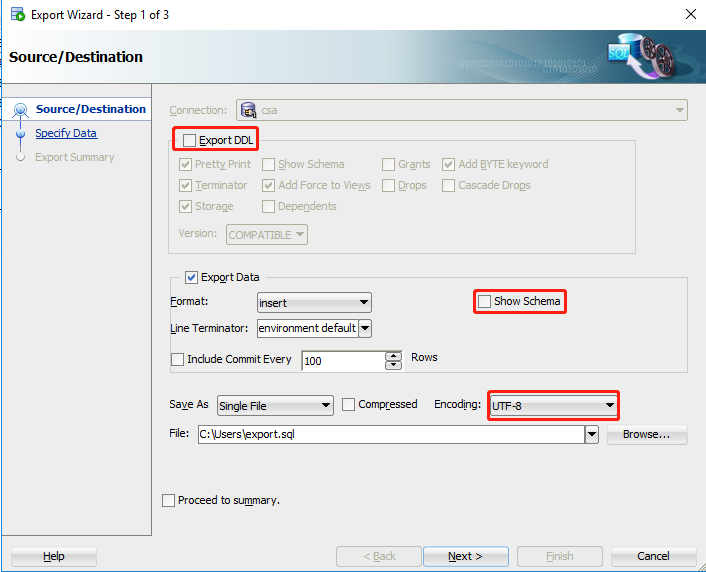 Export Wizard - Step 1 of 3
Source/Destination
SQL
Source/Destination
Specify Data
Export Summary
Connection: csa
Export DDL
Pretty Print Show Schema Grants Add BYTE keyword
Terminator Add Force to Views Drops Cascade Drops
Storage Dependents
Version: COMPATIBLE
Export Data
Format: insert Show Schema
Line Terminator: environment default
Include Commit Every 100 Rows
Save As Single File Compressed Encoding: UTF-8
File: C:\Users\export.sql Browse...
Proceed to summary.
Help < Back Next > Finish Cancel